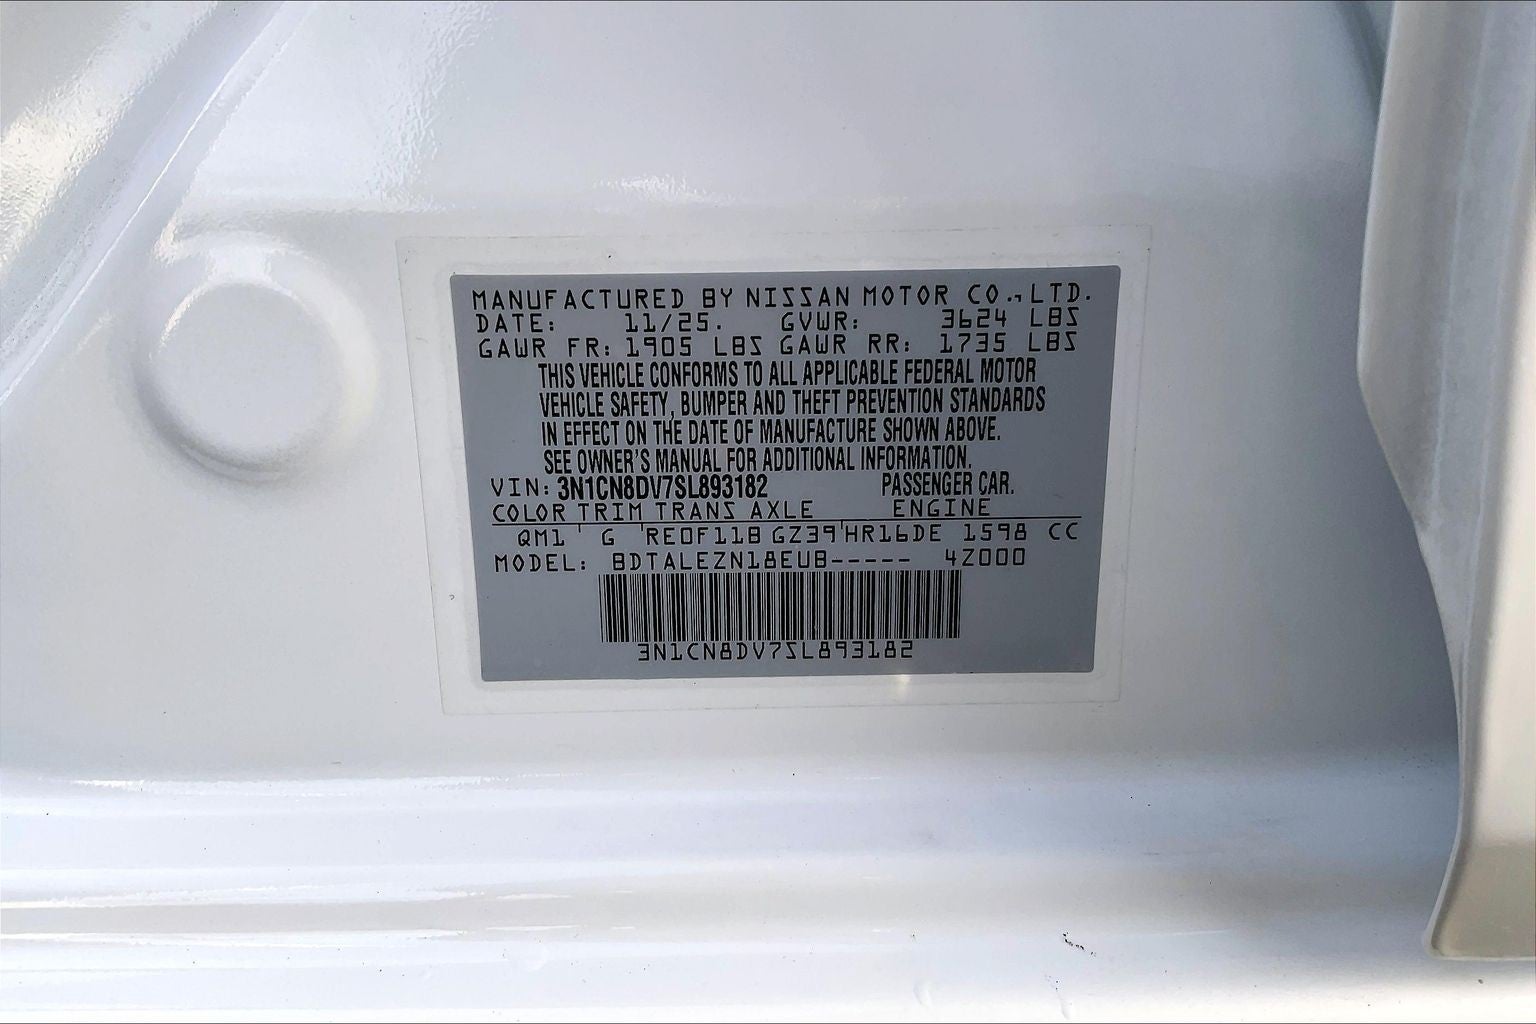 MANUFACTURED BY NISSAN MOTOR CO., LTD.
DATE: 11/25. GVWR: 3624 LBS
GAWR FR: 1905 LBS GAWR RR: 1735 LBS
THIS VEHICLE CONFORMS TO ALL APPLICABLE FEDERAL MOTOR
VEHICLE SAFETY, BUMPER AND THEFT PREVENTION STANDARDS
IN EFFECT ON THE DATE OF MANUFACTURE SHOWN ABOVE.
SEE OWNER'S MANUAL FOR ADDITIONAL INFORMATION.
VIN: 3N1CN8DV7SL893182 PASSENGER CAR.
COLOR TRIM TRANS AXLE ENGINE
QM1 G RE0F11B GZ39 HR16DE 1598 CC
MODEL: BDTALEZN18EUB----- 4Z000
3N1CN8DV7SL893182